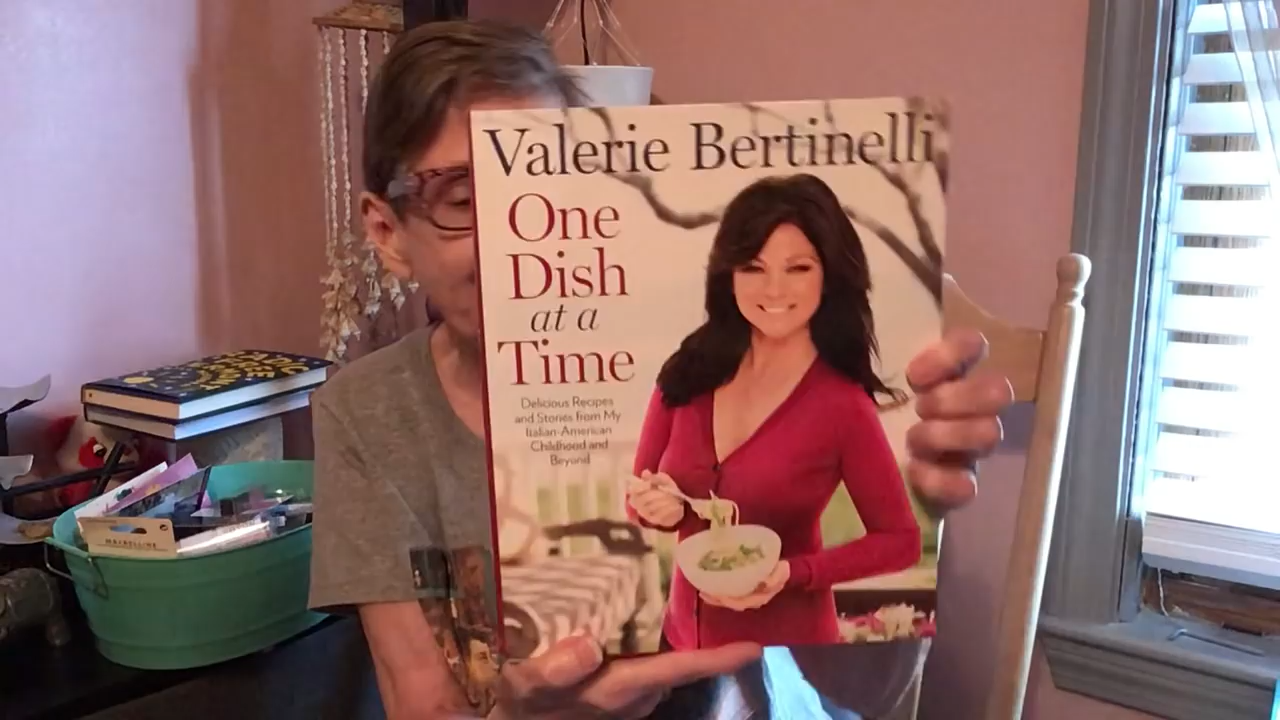 Valerie Bertinelli
One
Dish
at a
Time
Delicious Recipes
and Stories from My
Italian-American
Childhood and
Beyond
MAYBELLINE